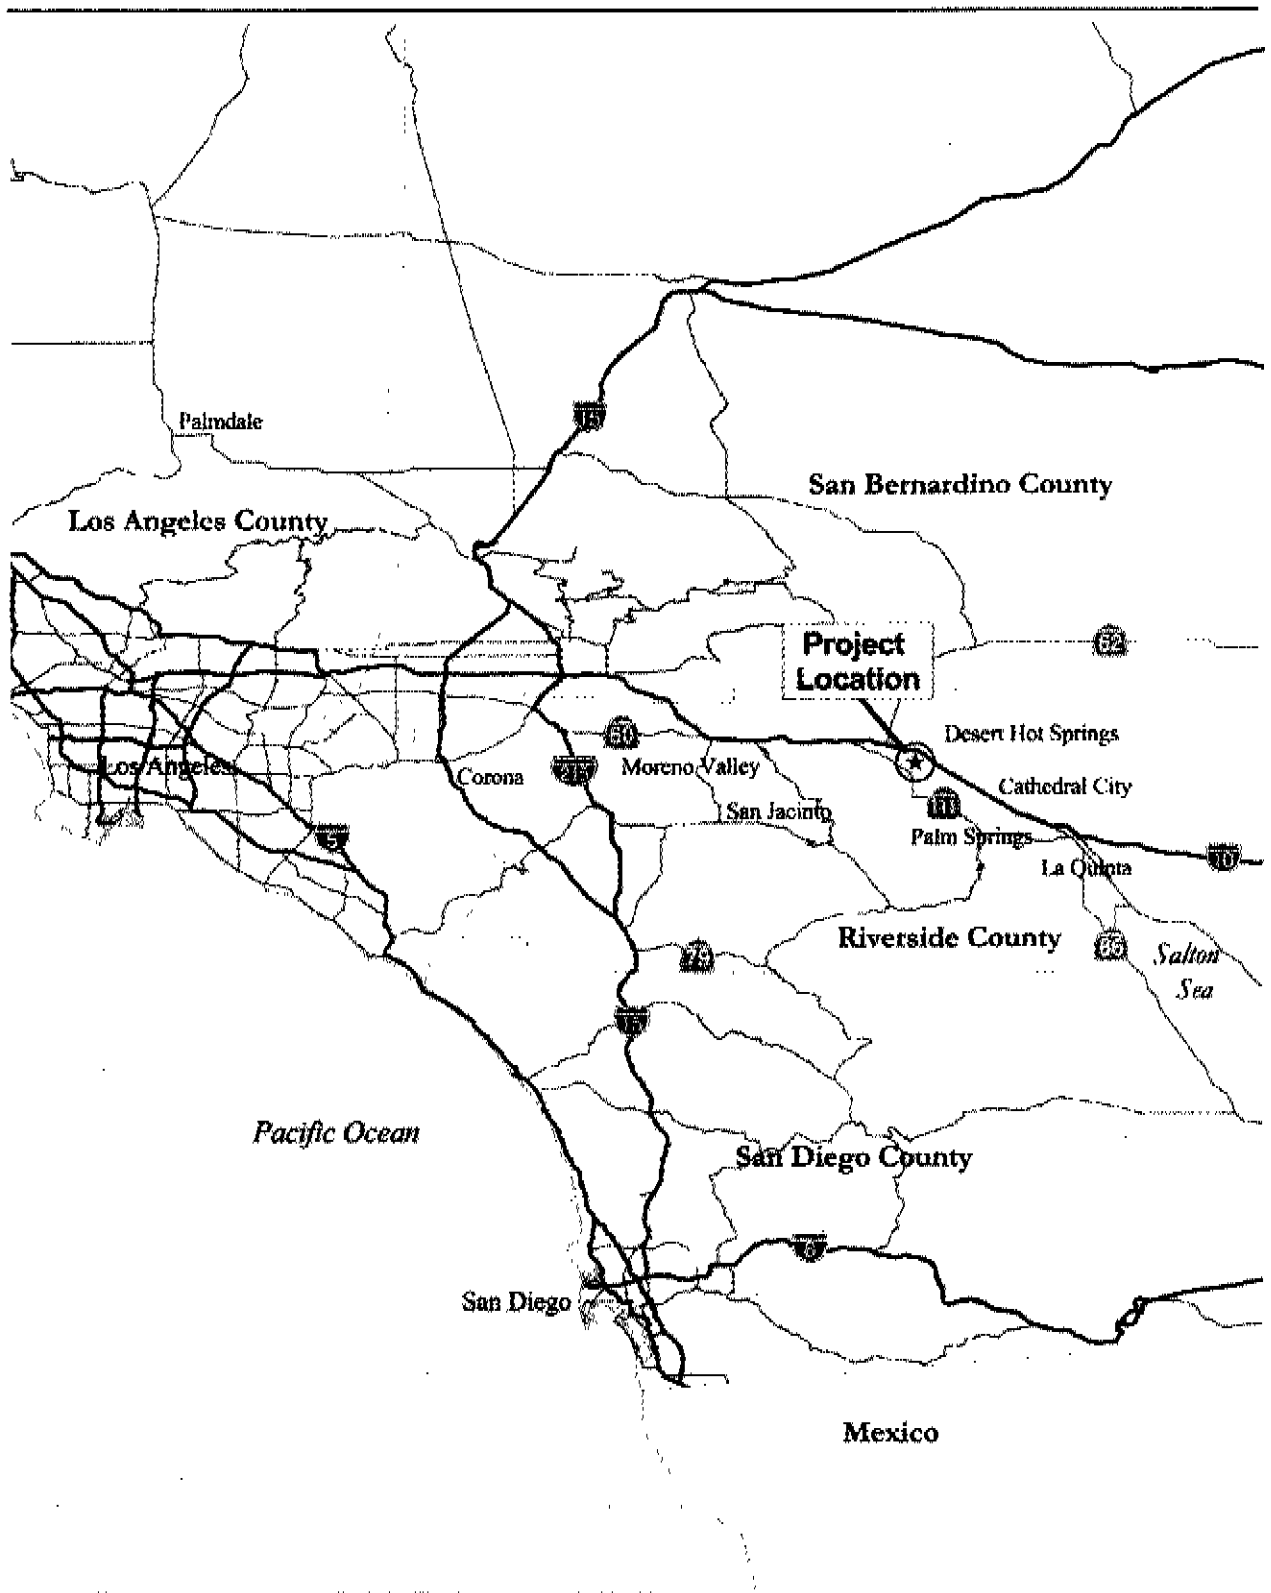 15
Palmdale
San Bernardino County
Los Angeles County
62
Project
Location
60
Desert Hot Springs
Los Angeles
Corona
Moreno Valley
Cathedral City
San Jacinto
111
5
Palm Springs
10
La Quinta
Riverside County
86
79
Salton
Sea
15
Pacific Ocean
San Diego County
8
San Diego
Mexico